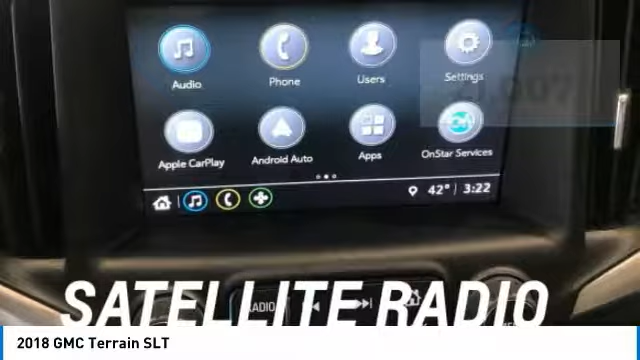 Audio
Phone
Users
Settings
Apple CarPlay
Android Auto
Apps
OnStar Services
42° 3:22
RADIO
SATELLITE RADIO
2018 GMC Terrain SLT